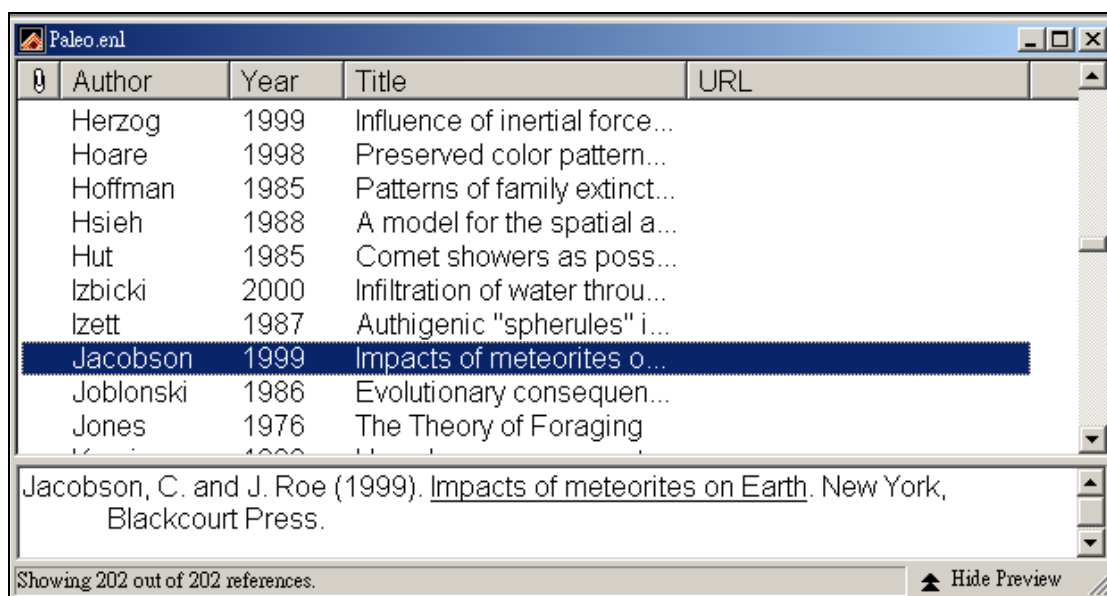 Paleo.enl
Author Year Title URL
Herzog 1999 Influence of inertial force...
Hoare 1998 Preserved color pattern...
Hoffman 1985 Patterns of family extinct...
Hsieh 1988 A model for the spatial a...
Hut 1985 Comet showers as poss...
Izbicki 2000 Infiltration of water throu...
Izett 1987 Authigenic "spherules" i...
Jacobson 1999 Impacts of meteorites o...
Joblonski 1986 Evolutionary consequen...
Jones 1976 The Theory of Foraging
Jacobson, C. and J. Roe (1999). Impacts of meteorites on Earth. New York,
Blackcourt Press.
Showing 202 out of 202 references. Hide Preview